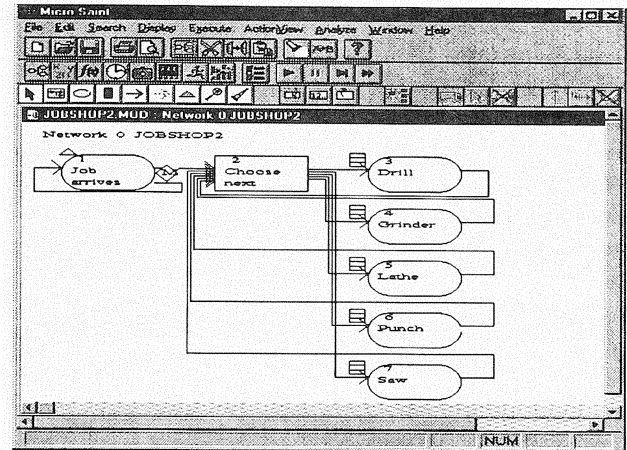 Micro Saint
File Edit Search Display Execute ActionView Analyze Window Help
JOBSHOP2.MOD : Network 0 JOBSHOP2
Network 0 JOBSHOP2
1
Job
arrives
M
2
Choose
next
3
Drill
4
Grinder
5
Lathe
6
Punch
7
Saw
NUM